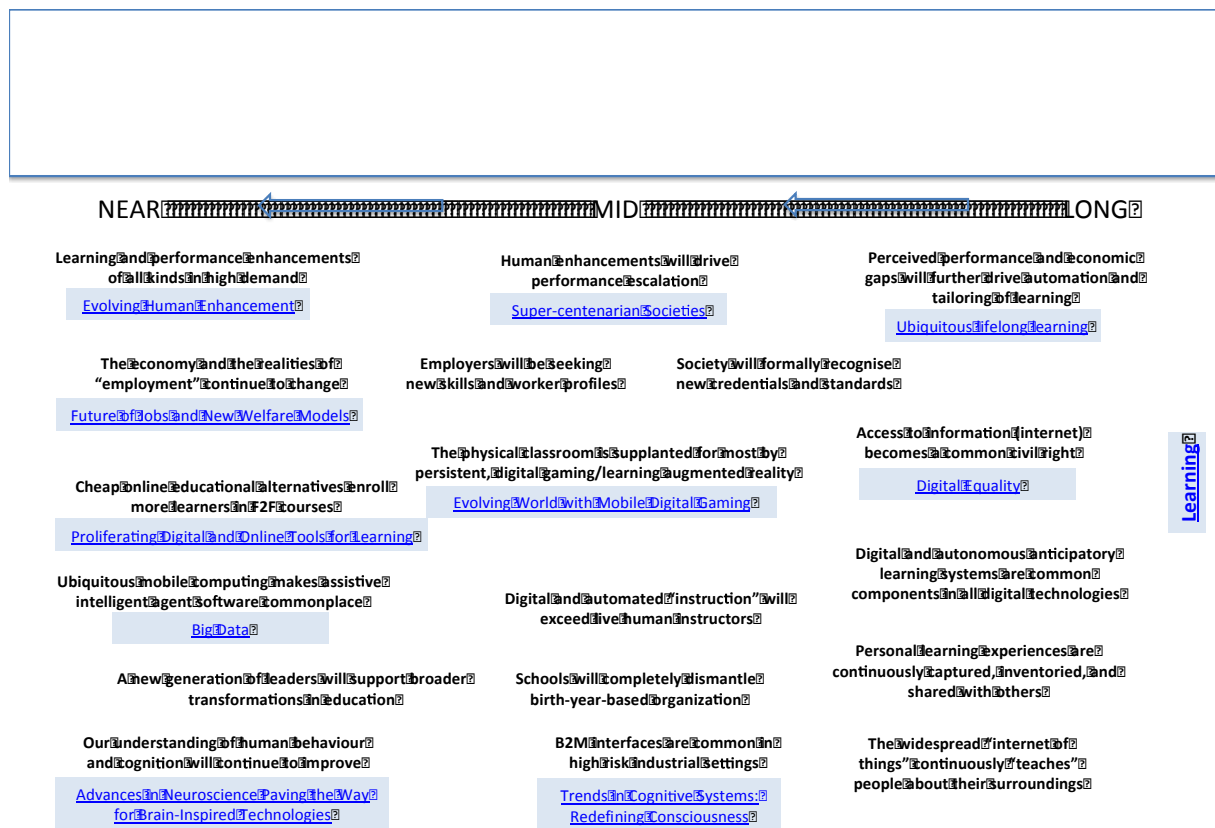 NEAR MID LONG
Learning and performance enhancements
of all kinds in high demand
Evolving Human Enhancement
Human enhancements will drive
performance escalation
Super-centenarian Societies
Perceived performance and economic
gaps will further drive automation and
tailoring of learning
Ubiquitous lifelong learning
The economy and the realities of
“employment” continue to change
Future of Jobs and New Welfare Models
Employers will be seeking
new skills and worker profiles
Society will formally recognise
new credentials and standards
Access to information (internet)
becomes a common civil right
Digital Equality
The physical classroom is supplanted for most by
persistent, digital gaming/learning augmented reality
Evolving World with Mobile Digital Gaming
Learning
Cheap online educational alternatives enroll
more learners in F2F courses
Proliferating Digital and Online Tools for Learning
Ubiquitous mobile computing makes assistive
intelligent agent software commonplace
Big Data
Digital and automated “instruction” will
exceed live human instructors
Digital and autonomous anticipatory
learning systems are common
components in all digital technologies
A new generation of leaders will support broader
transformations in education
Schools will completely dismantle
birth-year-based organization
Personal learning experiences are
continuously captured, inventoried, and
shared with others
Our understanding of human behaviour
and cognition will continue to improve
Advances in Neuroscience Paving the Way
for Brain-Inspired Technologies
B2M interfaces are common in
high risk industrial settings
Trends in Cognitive Systems:
Redefining Consciousness
The widespread “internet of
things” continuously “teaches”
people about their surroundings